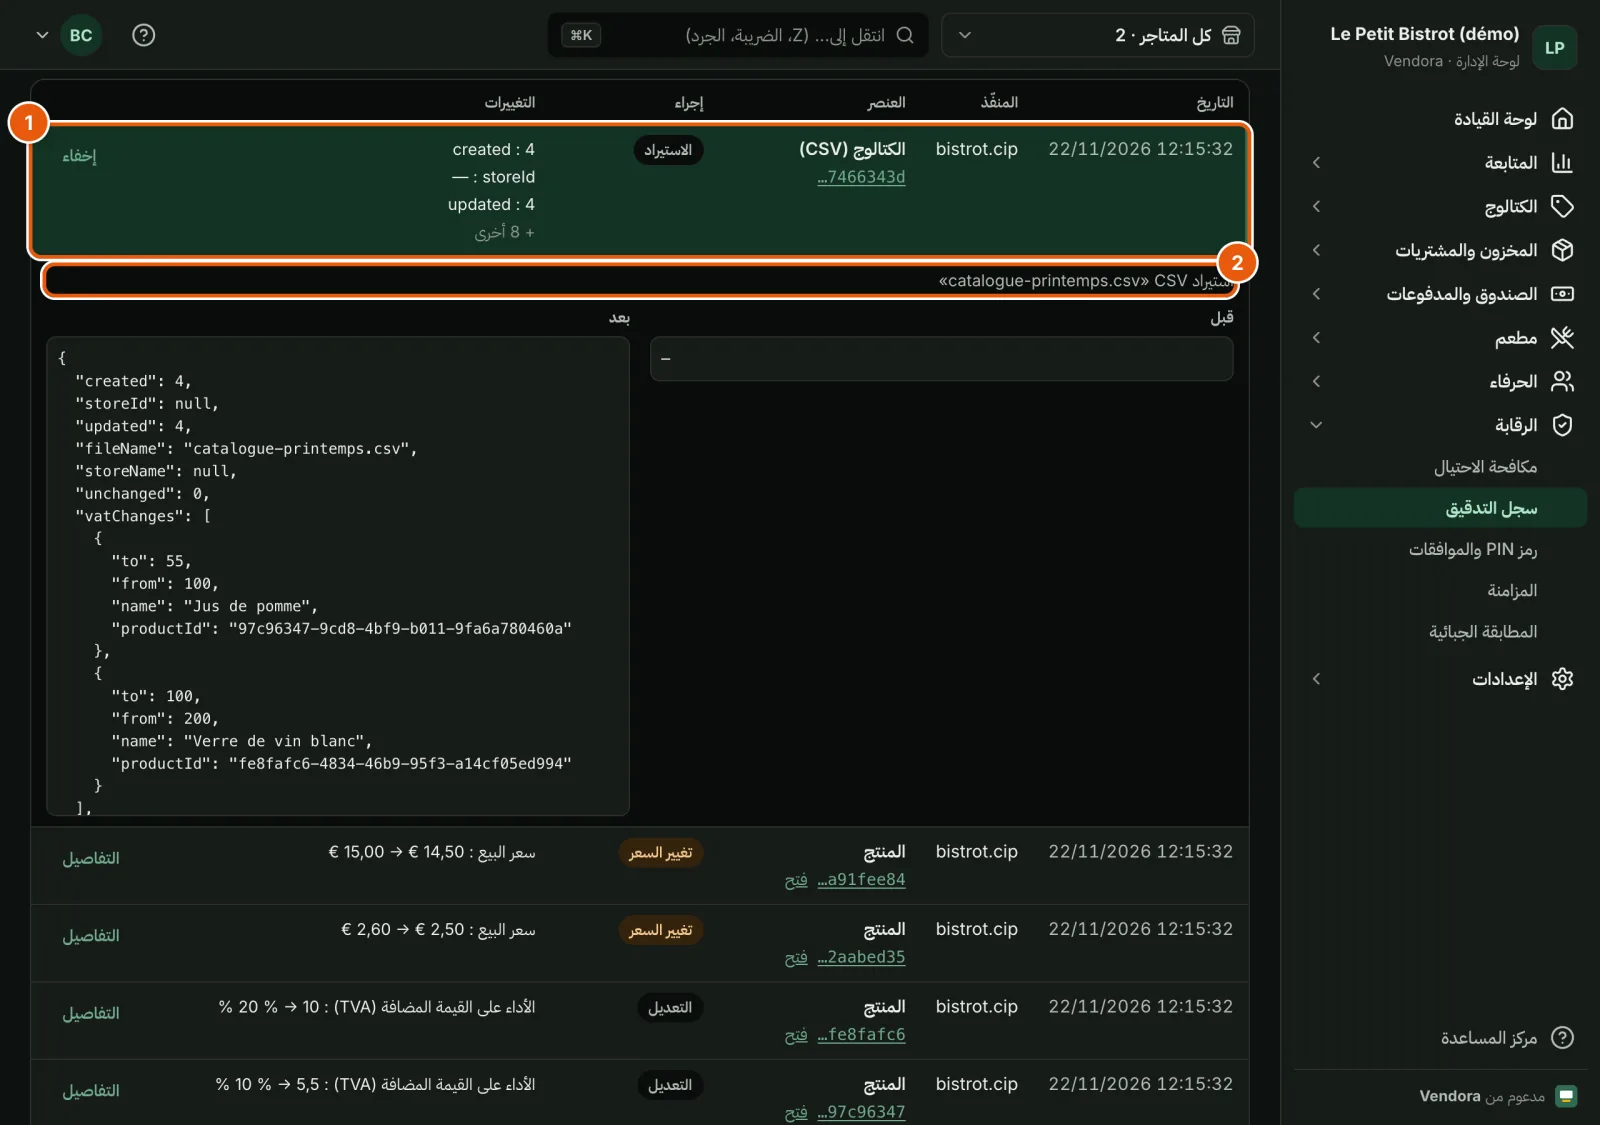 Le Petit Bistrot (démo)
لوحة الإدارة · Vendora
LP
كل المتاجر · 2
انتقل إلى... (Z، الضريبة، الجرد)
⌘K
BC
لوحة القيادة
المتابعة
الكتالوج
المخزون والمشتريات
الصندوق والمدفوعات
مطعم
الحرفاء
الرقابة
مكافحة الاحتيال
سجل التدقيق
رمز PIN والموافقات
المزامنة
المطابقة الجبائية
الإعدادات
مركز المساعدة
مدعوم من Vendora
التاريخ
المنفّذ
العنصر
إجراء
التغييرات
1
22/11/2026 12:15:32
bistrot.cip
الكتالوج (CSV)
…7466343d
الاستيراد
created : 4
storeId : —
updated : 4
+ 8 أخرى
إخفاء
2
استيراد CSV «catalogue-printemps.csv»
قبل
بعد
—
{
"created": 4,
"storeId": null,
"updated": 4,
"fileName": "catalogue-printemps.csv",
"storeName": null,
"unchanged": 0,
"vatChanges": [
{
"to": 55,
"from": 100,
"name": "Jus de pomme",
"productId": "97c96347-9cd8-4bf9-b011-9fa6a780460a"
},
{
"to": 100,
"from": 200,
"name": "Verre de vin blanc",
"productId": "fe8fafc6-4834-46b9-95f3-a14cf05ed994"
}
],
22/11/2026 12:15:32
bistrot.cip
المنتج
…a91fee84 فتح
تغيير السعر
سعر البيع : 14,50 € → 15,00 €
التفاصيل
22/11/2026 12:15:32
bistrot.cip
المنتج
…2aabed35 فتح
تغيير السعر
سعر البيع : 2,50 € → 2,60 €
التفاصيل
22/11/2026 12:15:32
bistrot.cip
المنتج
…fe8fafc6 فتح
التعديل
الأداء على القيمة المضافة (TVA) : 10 → 20 %
التفاصيل
22/11/2026 12:15:32
bistrot.cip
المنتج
…97c96347 فتح
التعديل
الأداء على القيمة المضافة (TVA) : 5,5 → 10 %
التفاصيل